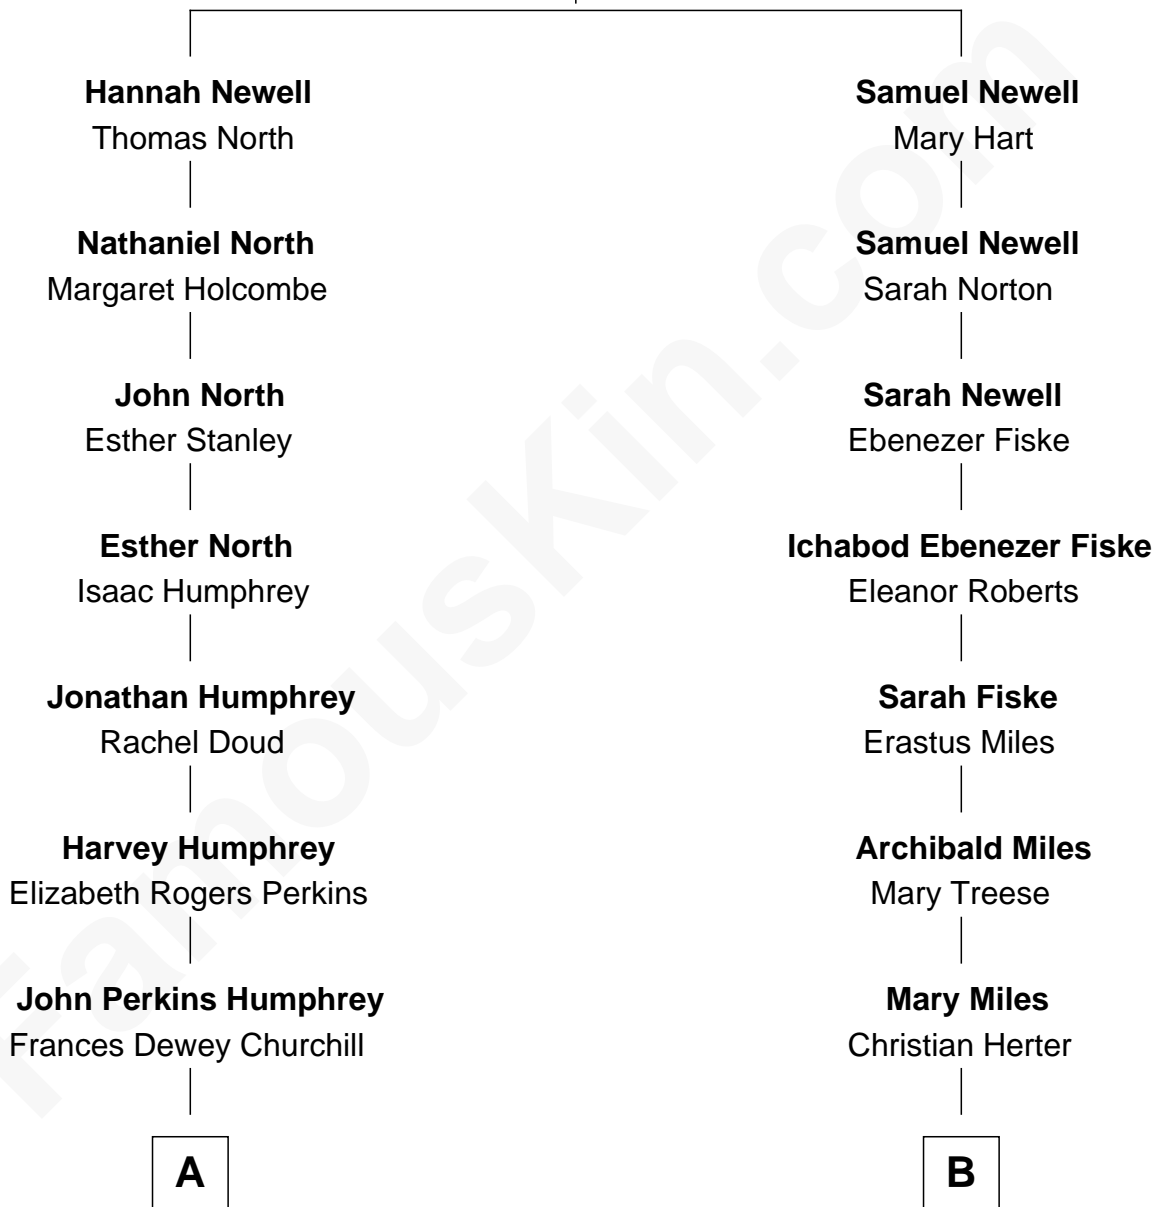 Hannah Newell
Thomas North
Nathaniel North
Margaret Holcombe
John North
Esther Stanley
Esther North
Isaac Humphrey
Jonathan Humphrey
Rachel Doud
Harvey Humphrey
Elizabeth Rogers Perkins
John Perkins Humphrey
Frances Dewey Churchill
A
Samuel Newell
Mary Hart
Samuel Newell
Sarah Norton
Sarah Newell
Ebenezer Fiske
Ichabod Ebenezer Fiske
Eleanor Roberts
Sarah Fiske
Erastus Miles
Archibald Miles
Mary Treese
Mary Miles
Christian Herter
B
FamousKin.com